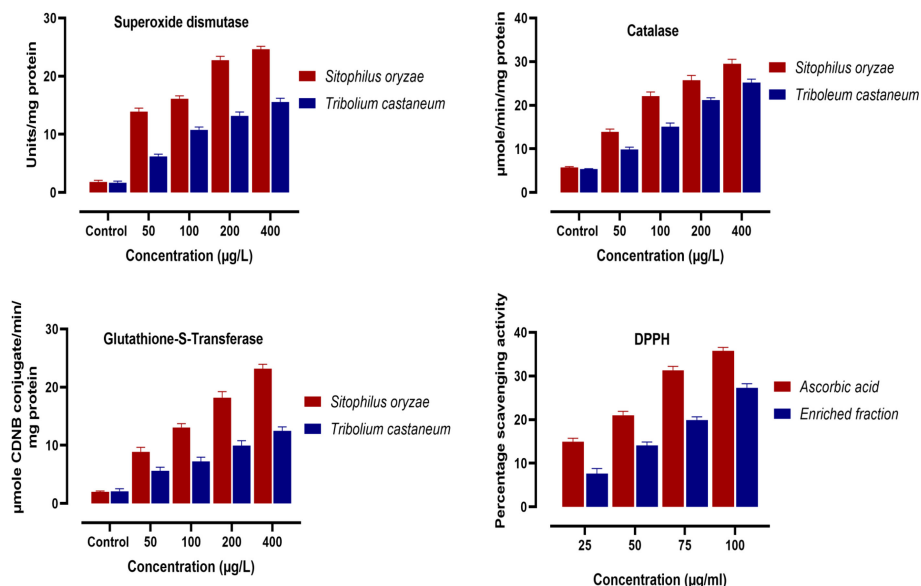 Superoxide dismutase
Units/mg protein
30
20
10
0
Sitophilus oryzae
Tribolium castaneum
Control 50 100 200 400
Concentration (µg/L)
Catalase
µmole/min/mg protein
40
30
20
10
0
Sitophilus oryzae
Triboleum castaneum
Control 50 100 200 400
Concentration (µg/L)
Glutathione-S-Transferase
µmole CDNB conjugate/min/
mg protein
30
20
10
0
Sitophilus oryzae
Tribolium castaneum
Control 50 100 200 400
Concentration (µg/L)
DPPH
Percentage scavenging activity
40
30
20
10
0
Ascorbic acid
Enriched fraction
25 50 75 100
Concentration (µg/ml)